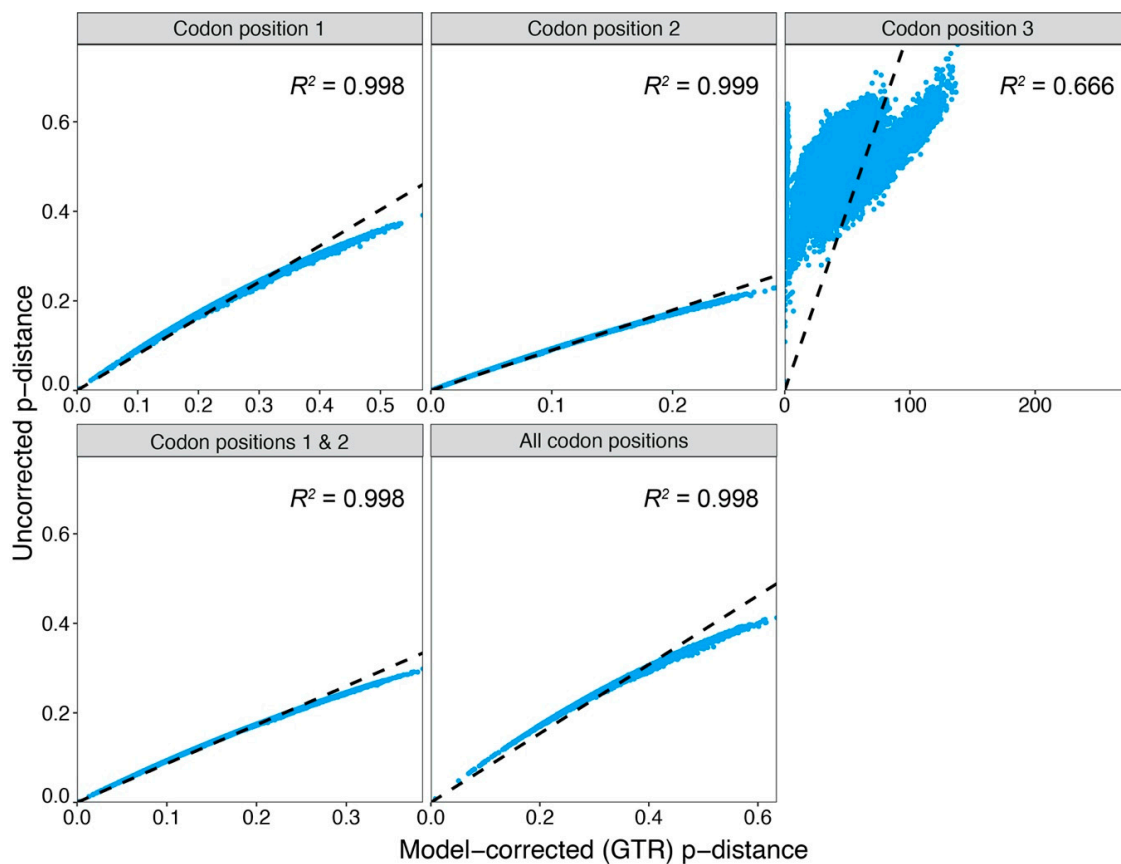 Codon position 1
Codon position 2
Codon position 3
R² = 0.998
R² = 0.999
R² = 0.666
0.6
0.4
0.2
0.0
0.0 0.1 0.2 0.3 0.4 0.5
0.0 0.1 0.2
0 100 200
Codon positions 1 & 2
All codon positions
R² = 0.998
R² = 0.998
0.6
0.4
0.2
0.0
0.0 0.1 0.2 0.3
0.0 0.2 0.4 0.6
Uncorrected p-distance
Model−corrected (GTR) p-distance